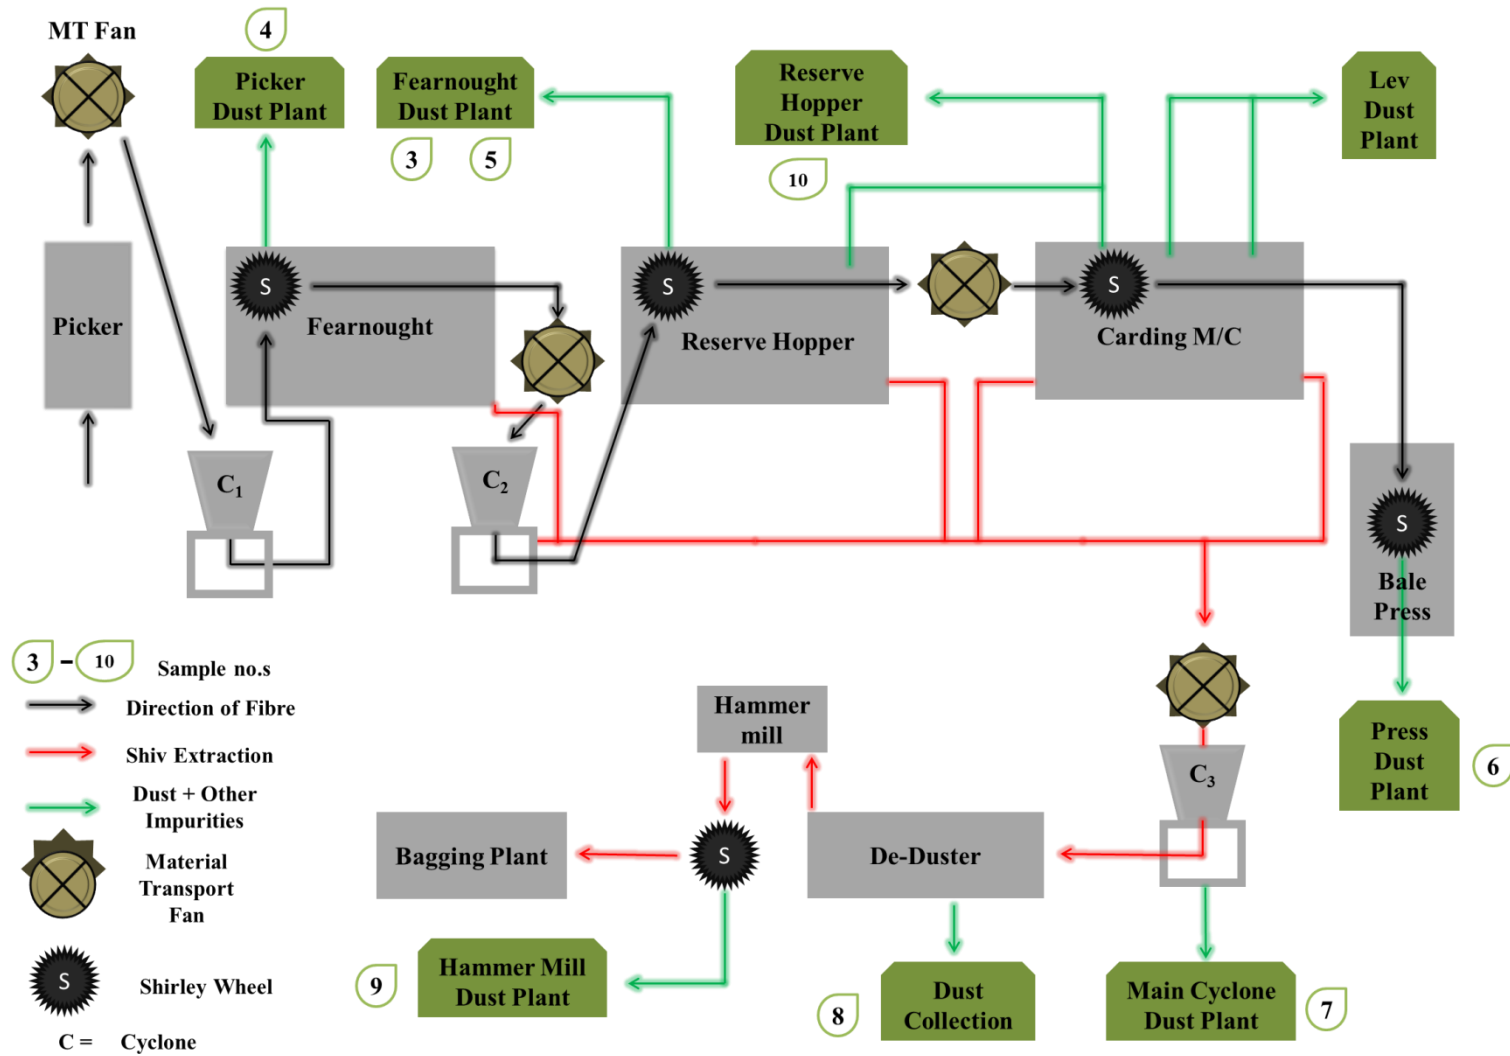 MT Fan
4
Picker
Dust Plant
Fearnought
Dust Plant
3
5
Reserve
Hopper
Dust Plant
10
Lev
Dust
Plant
Picker
S
Fearnought
S
Reserve Hopper
S
Carding M/C
C1
C2
S
Bale
Press
3 - 10 Sample no.s
Direction of Fibre
Shiv Extraction
Dust + Other
Impurities
Material
Transport
Fan
S
Shirley Wheel
C = Cyclone
Hammer
mill
C3
Press
Dust
Plant
6
Bagging Plant
S
De-Duster
9
Hammer Mill
Dust Plant
8
Dust
Collection
Main Cyclone
Dust Plant
7